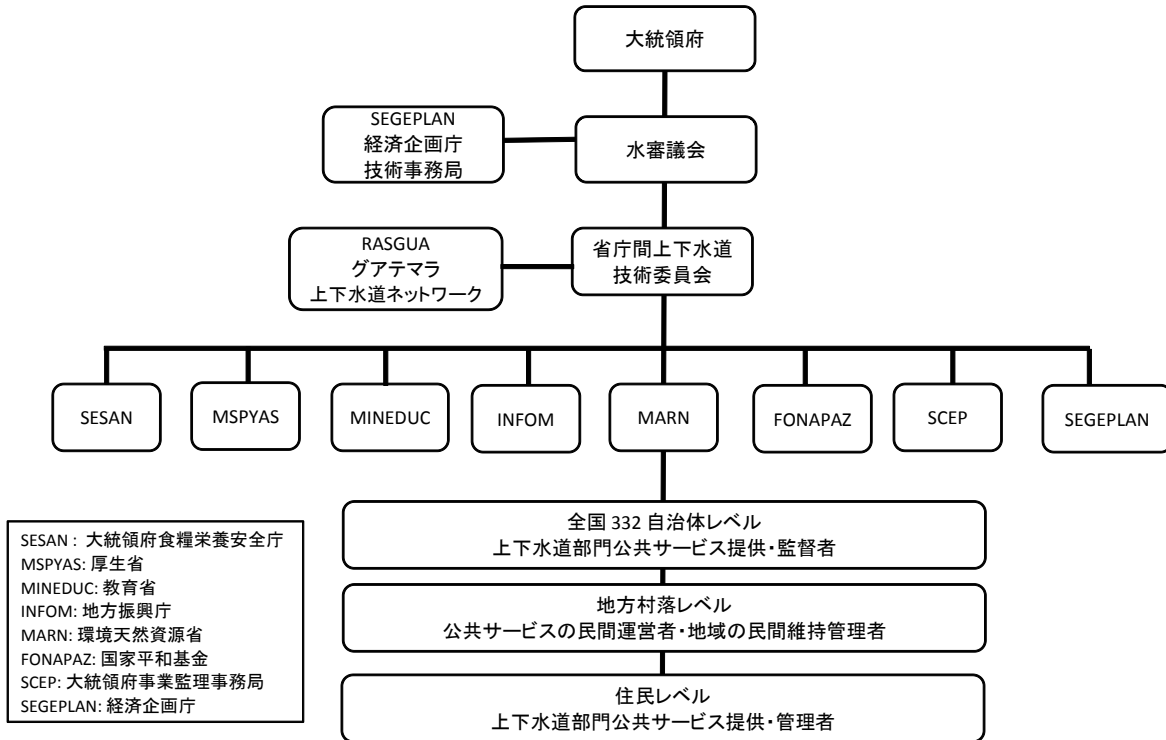 大統領府
SEGEPLAN
経済企画庁
技術事務局
水審議会
RASGUA
グアテマラ
上下水道ネットワーク
省庁間上下水道
技術委員会
SESAN
MSPYAS
MINEDUC
INFOM
MARN
FONAPAZ
SCEP
SEGEPLAN
全国 332 自治体レベル
上下水道部門公共サービス提供・監督者
地方村落レベル
公共サービスの民間運営者・地域の民間維持管理者
住民レベル
上下水道部門公共サービス提供・管理者
SESAN : 大統領府食糧栄養安全庁
MSPYAS: 厚生省
MINEDUC: 教育省
INFOM: 地方振興庁
MARN: 環境天然資源省
FONAPAZ: 国家平和基金
SCEP: 大統領府事業監理事務局
SEGEPLAN: 経済企画庁